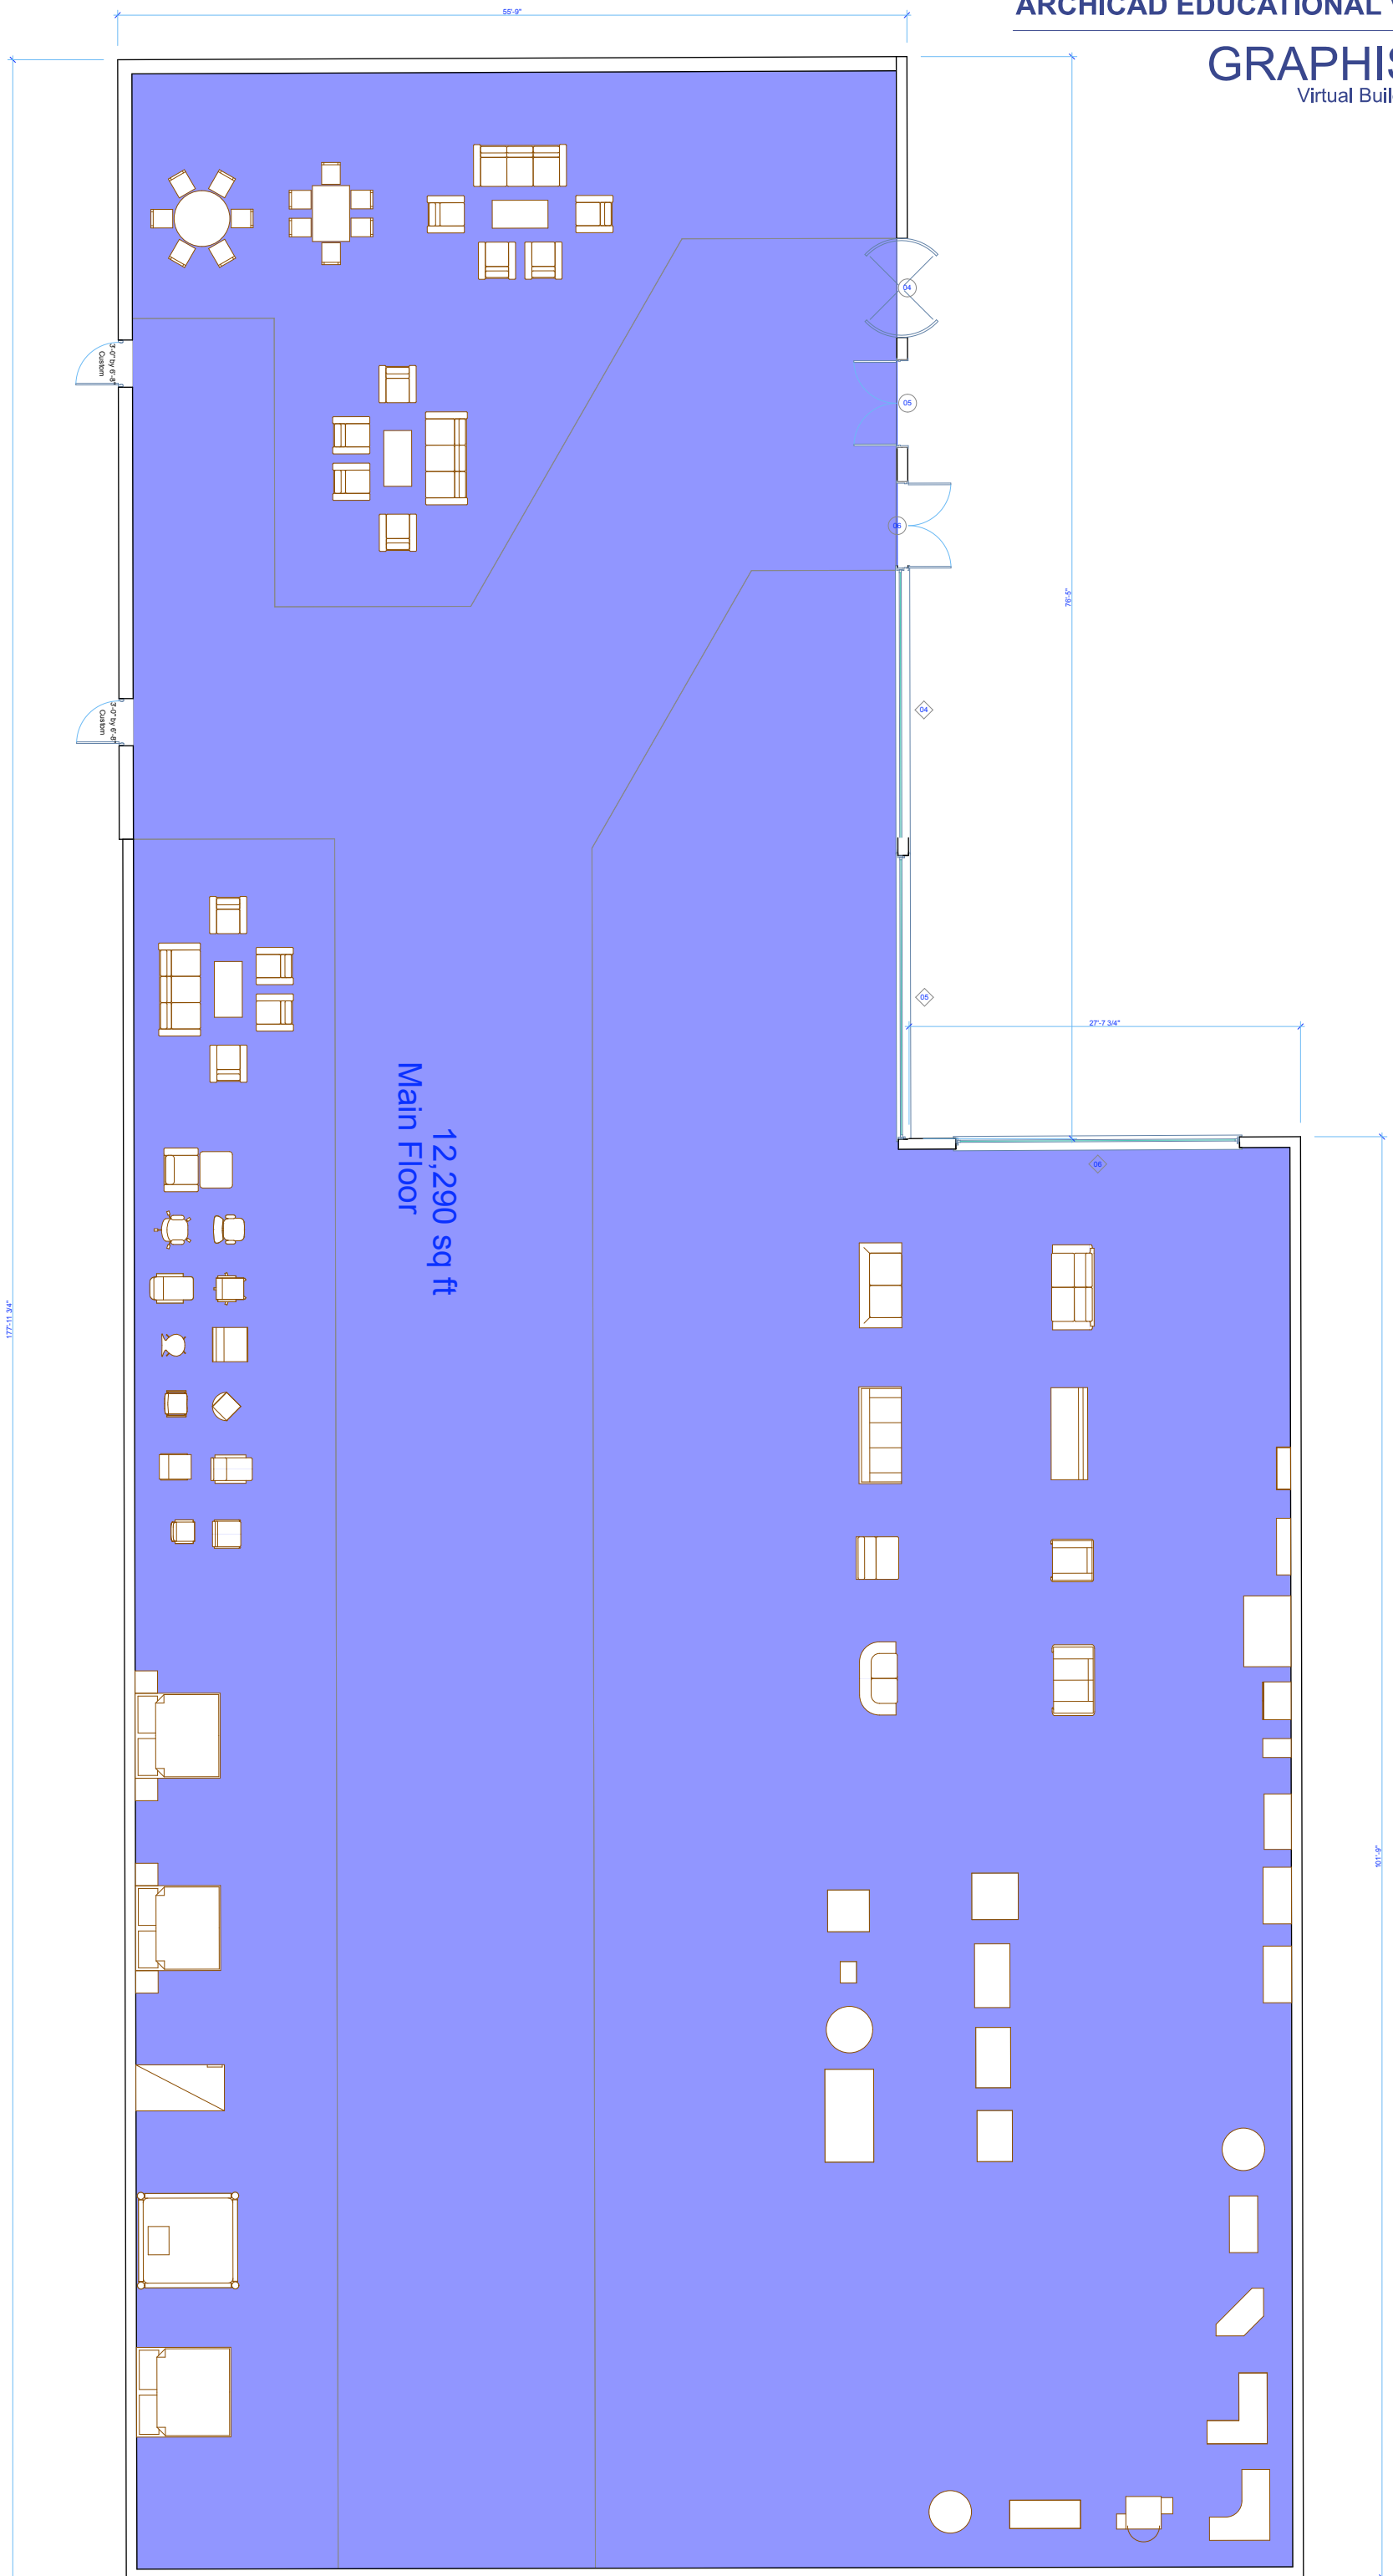 ARCHICAD EDUCATIONAL
GRAPHIS
Virtual Buil
55'-9"
04
3'-0" by 6'-8"
Custom
05
06
76'-5"
3'-0" by 6'-8"
Custom
04
05
27'-7 3/4"
06
12,290 sq ft
Main Floor
177'-11 3/4"
101'-9"